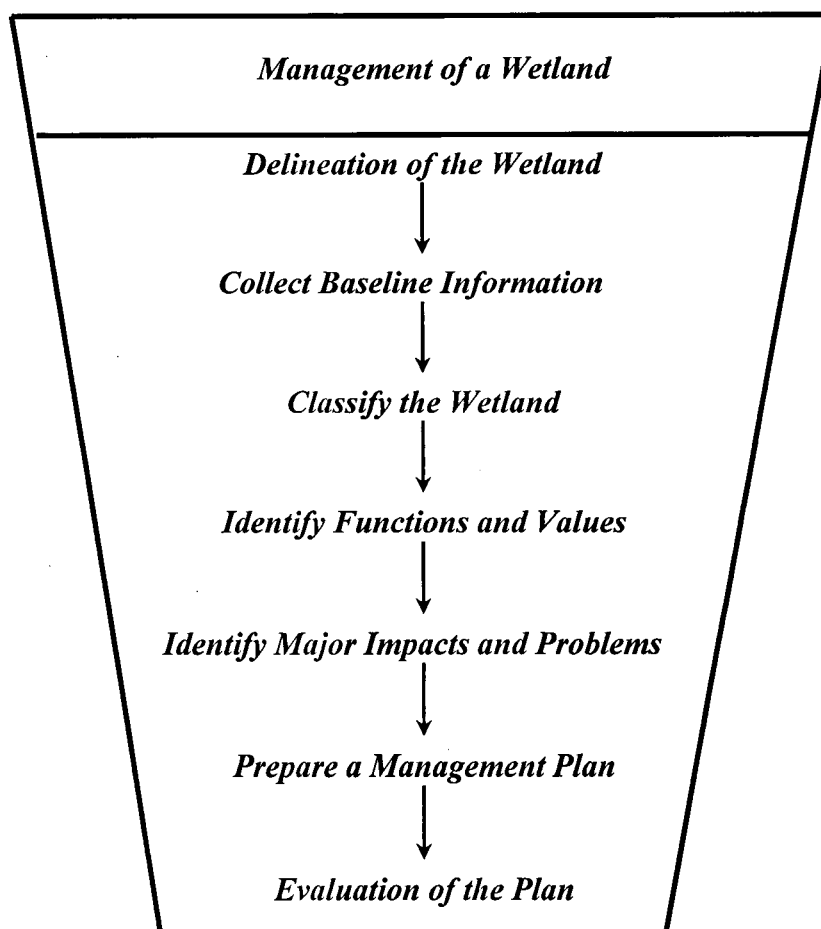 Management of a Wetland
Delineation of the Wetland
Collect Baseline Information
Classify the Wetland
Identify Functions and Values
Identify Major Impacts and Problems
Prepare a Management Plan
Evaluation of the Plan